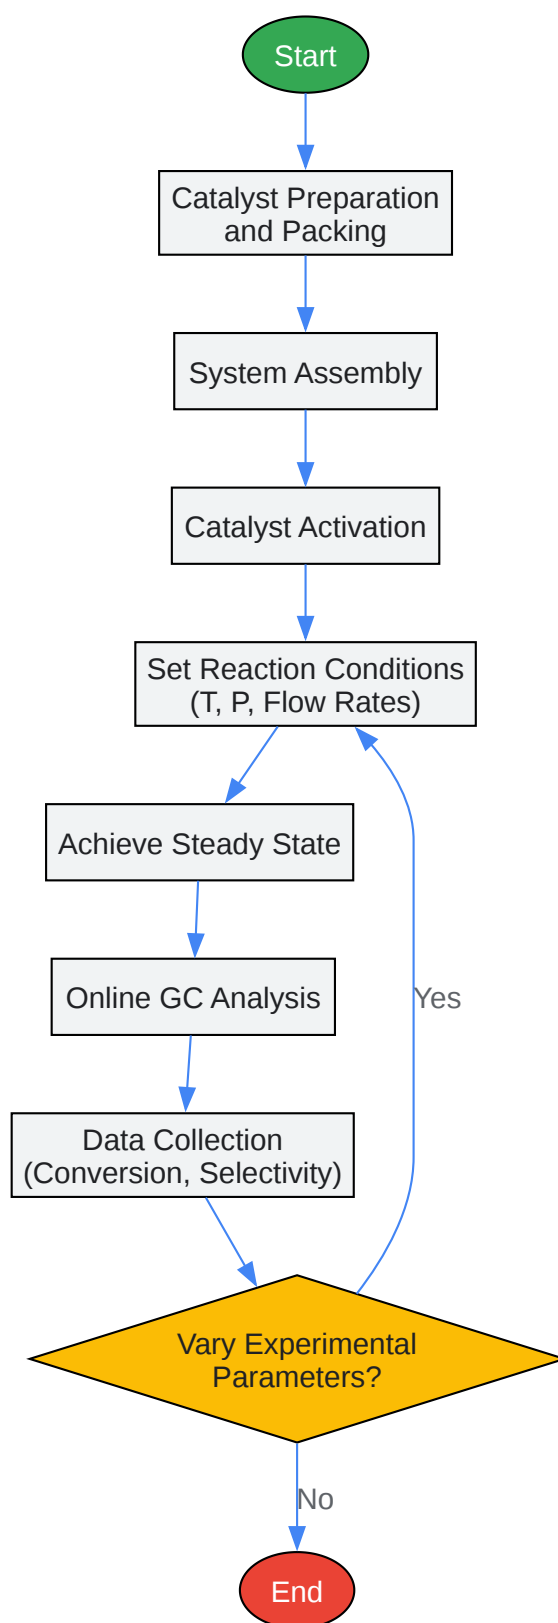 Start
Catalyst Preparation
and Packing
System Assembly
Catalyst Activation
Set Reaction Conditions
(T, P, Flow Rates)
Achieve Steady State
Online GC Analysis
Yes
Data Collection
(Conversion, Selectivity)
Vary Experimental
Parameters?
No
End